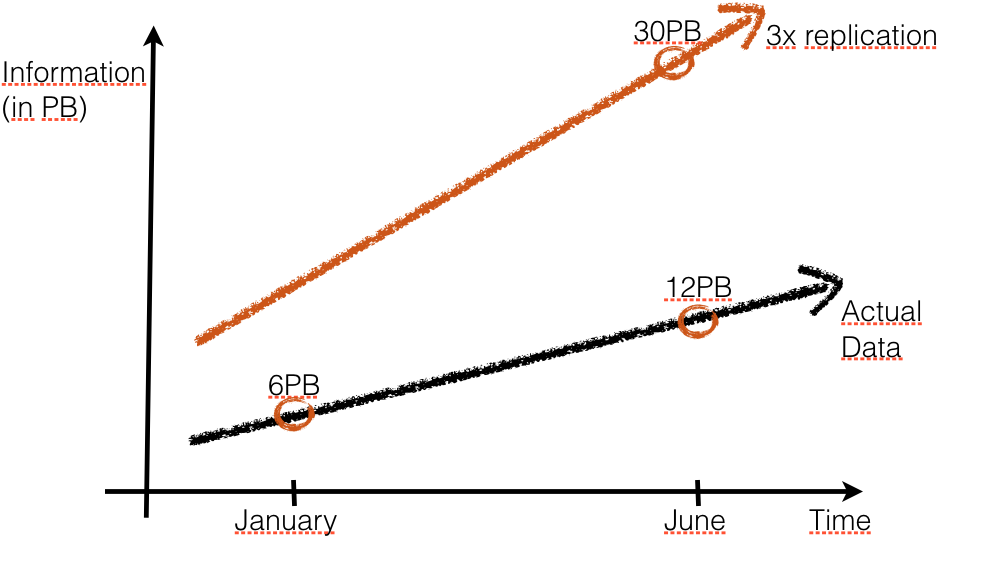 30PB
3x replication
Information
(in PB)
12PB
Actual
Data
6PB
January
June
Time